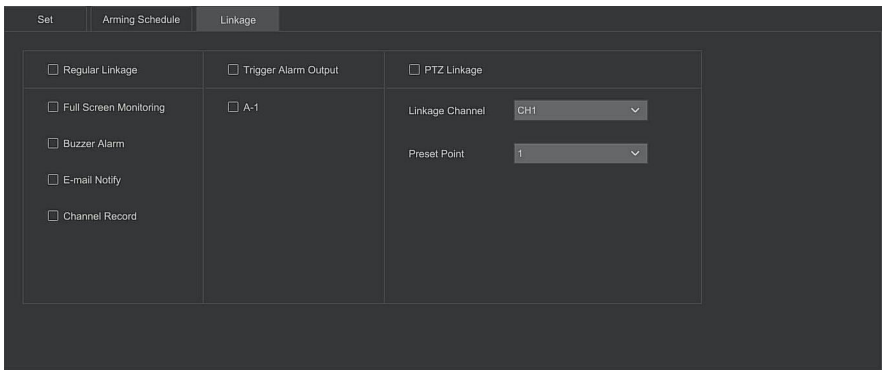 Set Arming Schedule Linkage
Regular Linkage Trigger Alarm Output PTZ Linkage
Full Screen Monitoring A-1 Linkage Channel CH1
Buzzer Alarm Preset Point 1
E-mail Notify
Channel Record